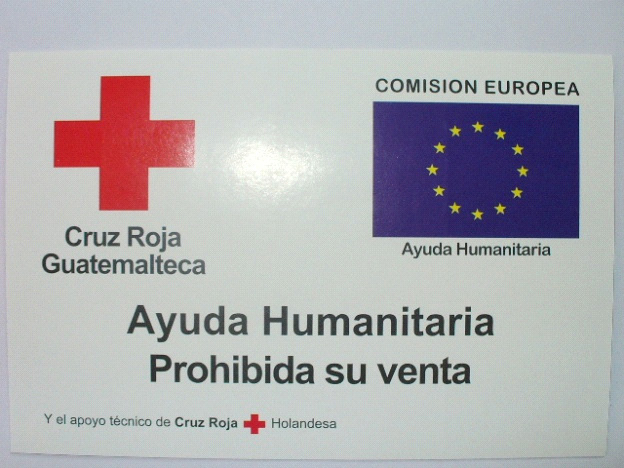 COMISION EUROPEA
Cruz Roja
Guatemalteca
Ayuda Humanitaria
Ayuda Humanitaria
Prohibida su venta
Y el apoyo técnico de Cruz Roja Holandesa